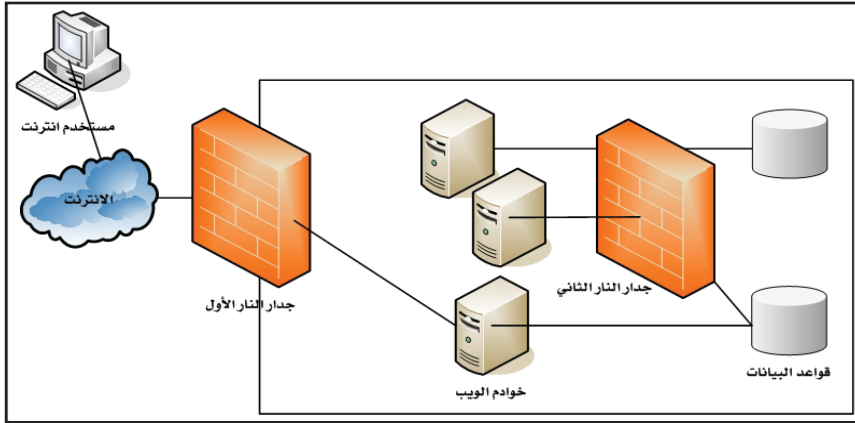 مستخدم انترنت
الانترنت
جدار النار الأول
جدار النار الثاني
خوادم الويب
قواعد البيانات